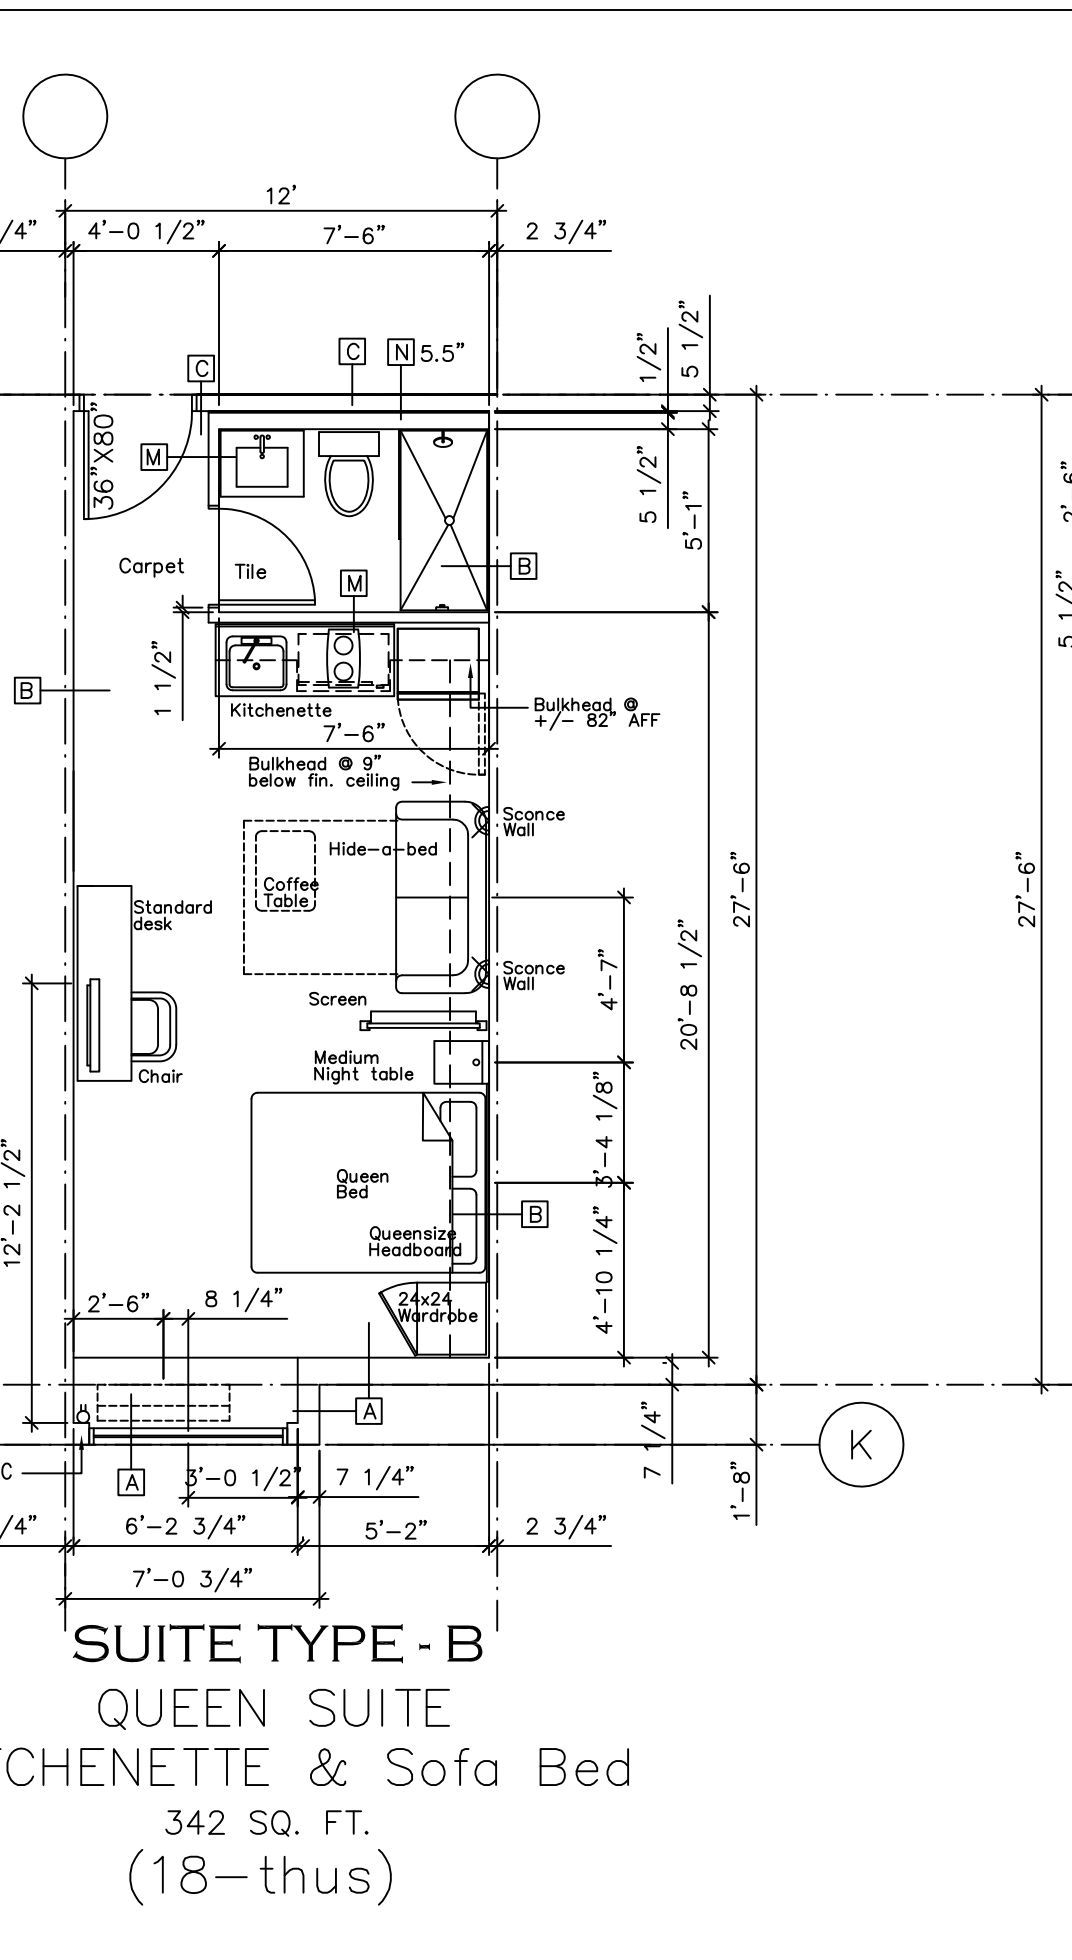 12'
/4" 4'-0 1/2" 7'-6" 2 3/4"
5 1/2"
1/2"
C
C
N 5.5"
36"X80"
M
5 1/2"
5'-1"
2'-6"
5 1/2"
Carpet
Tile
M
B
1 1/2"
B
Kitchenette
Bulkhead @
+/- 82" AFF
7'-6"
Bulkhead @ 9"
below fin. ceiling
Sconce
Wall
Hide-a-bed
Coffee
Table
Standard
desk
27'-6"
27'-6"
20'-8 1/2"
4'-7"
Sconce
Wall
Screen
Medium
Night table
Chair
3'-4 1/8"
12'-2 1/2"
Queen
Bed
B
Queensize
Headboard
4'-10 1/4"
2'-6" 8 1/4"
24x24
Wardrobe
A
7 1/4"
K
C
A
3'-0 1/2" 7 1/4"
1'-8"
/4" 6'-2 3/4" 5'-2" 2 3/4"
7'-0 3/4"
SUITE TYPE - B
QUEEN SUITE
CHENETTE & Sofa Bed
342 SQ. FT.
(18-thus)